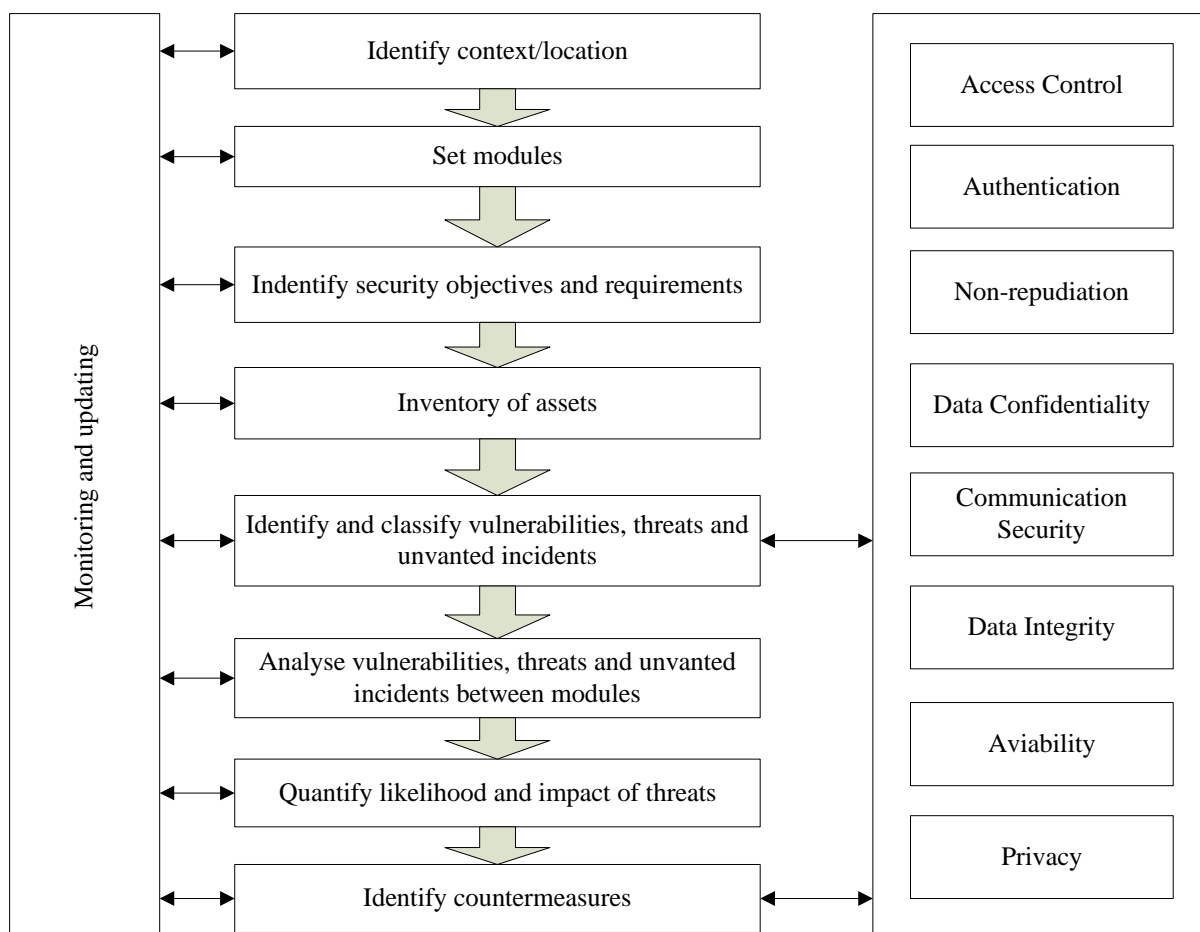 Monitoring and updating
Identify context/location
Set modules
Indentify security objectives and requirements
Inventory of assets
Identify and classify vulnerabilities, threats and
unvanted incidents
Analyse vulnerabilities, threats and unvanted
incidents between modules
Quantify likelihood and impact of threats
Identify countermeasures
Access Control
Authentication
Non-repudiation
Data Confidentiality
Communication
Security
Data Integrity
Aviability
Privacy